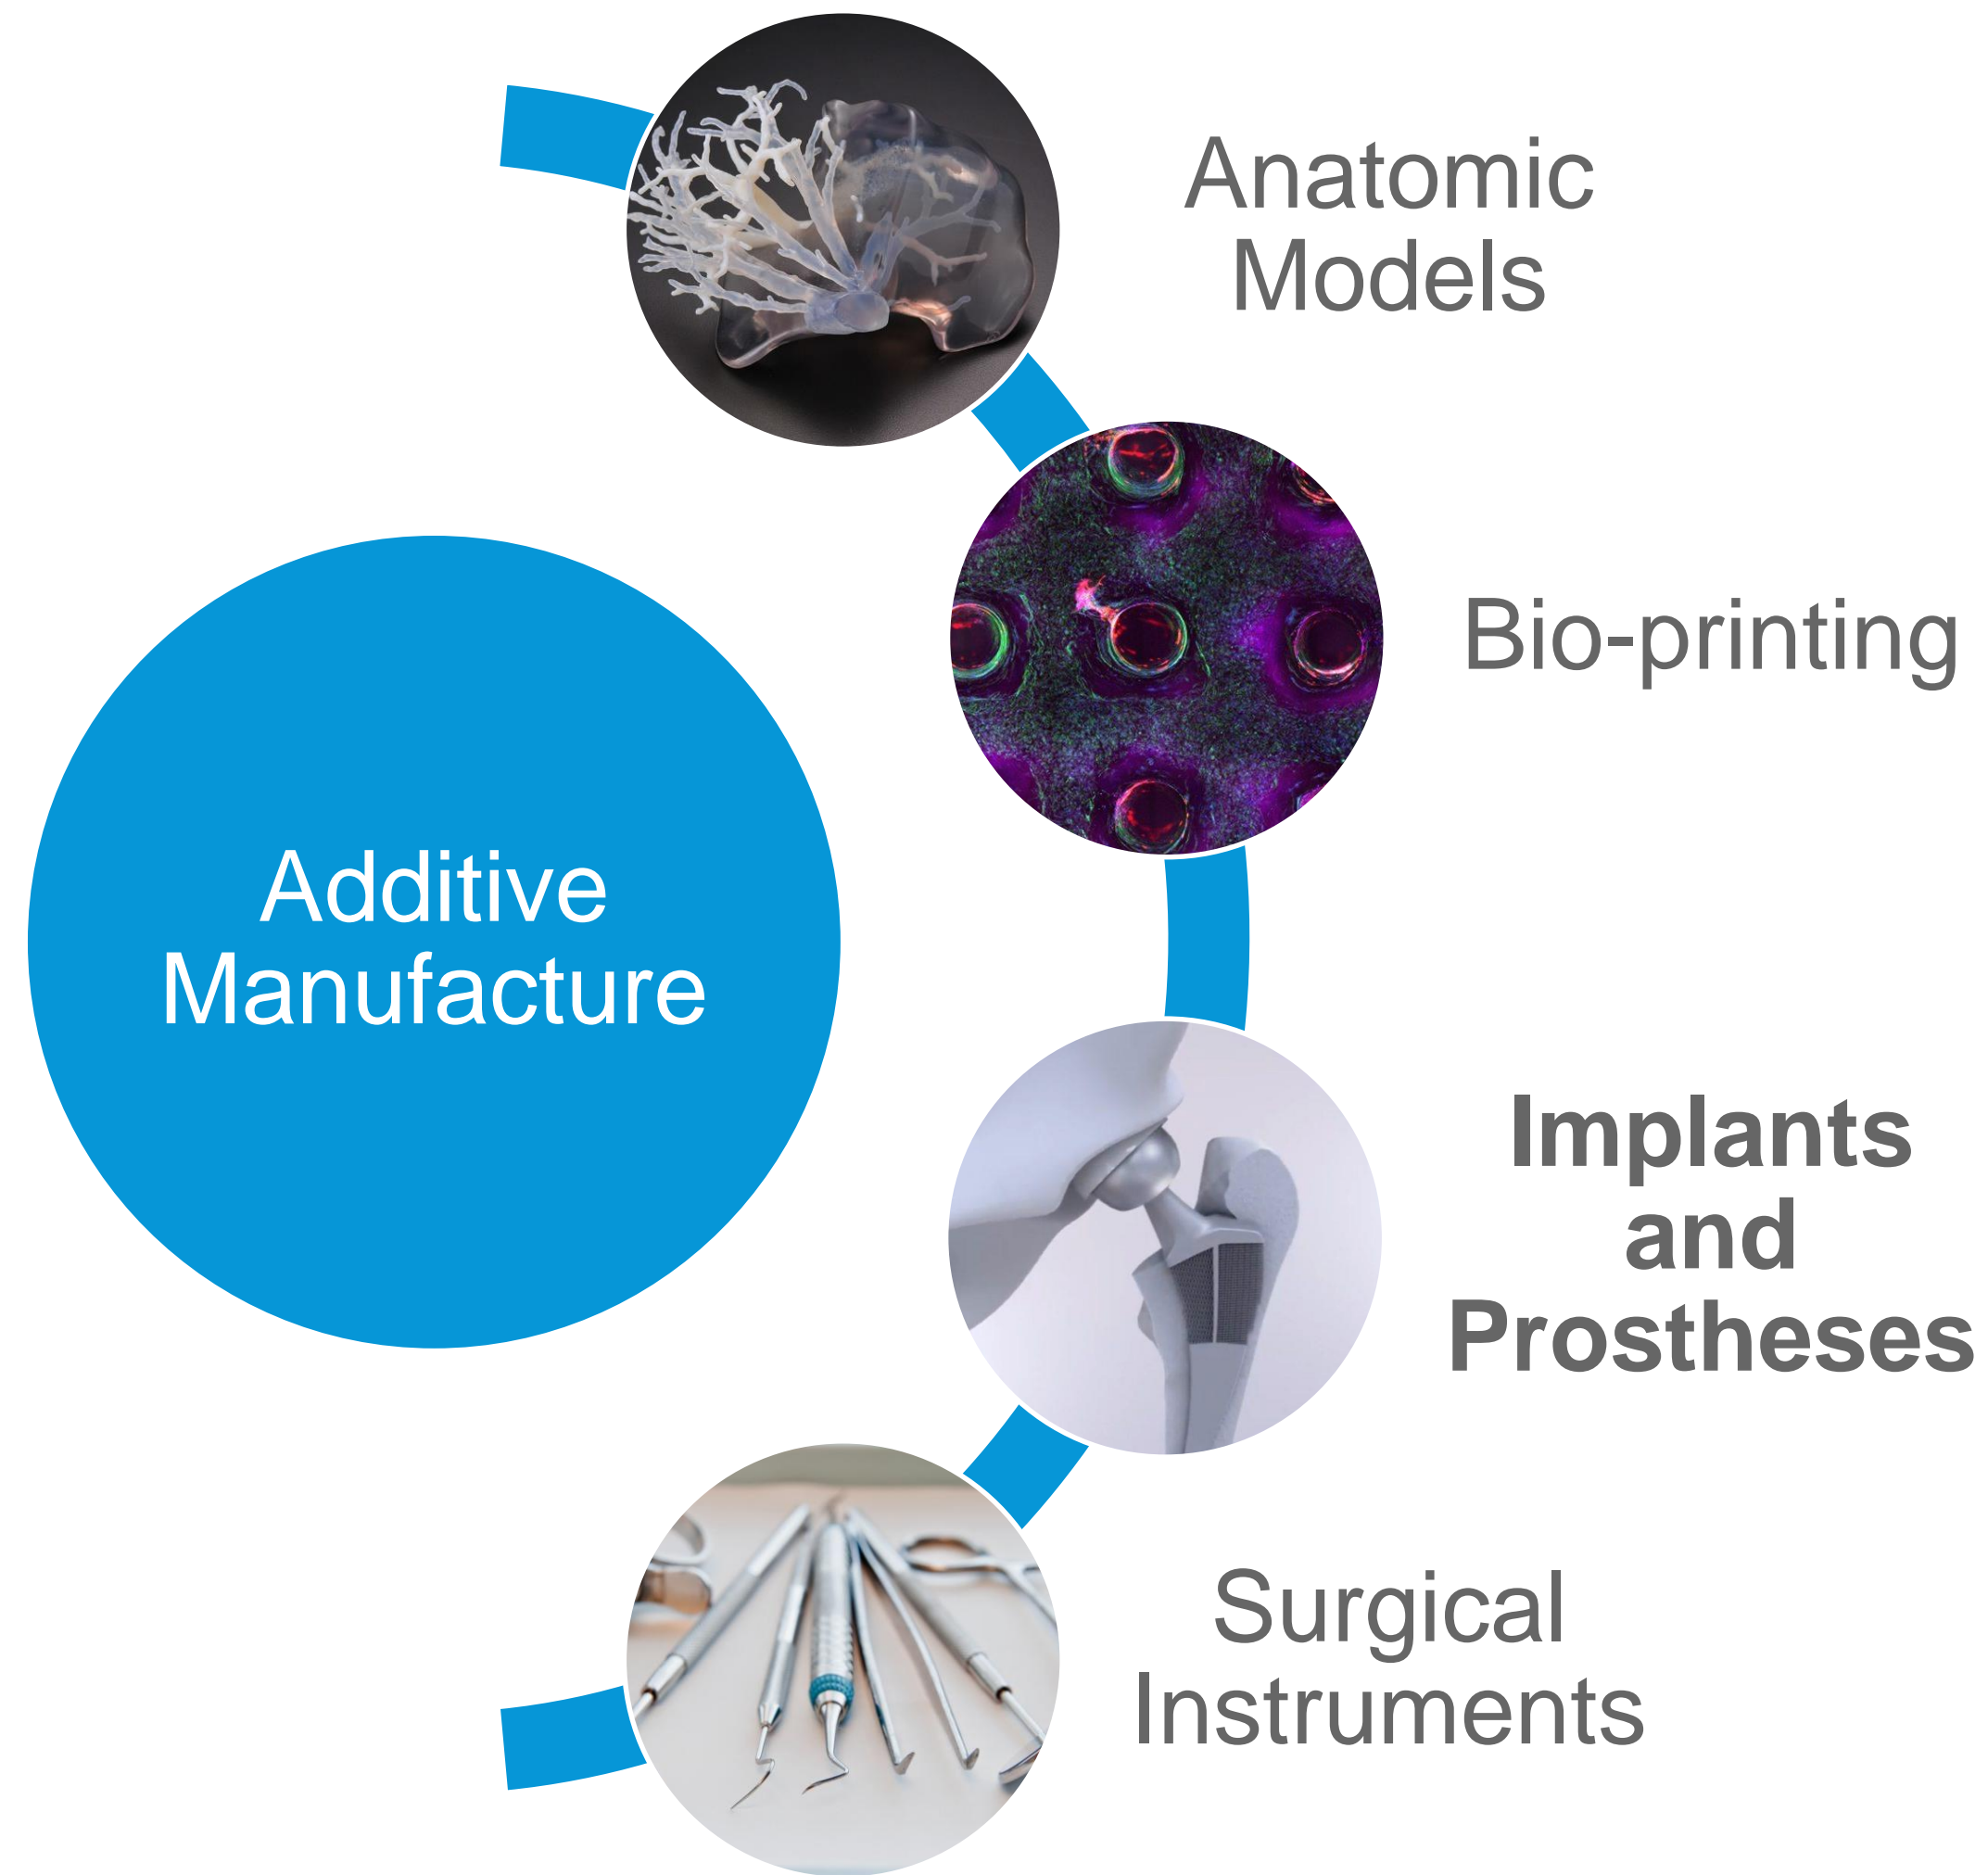 Anatomic
Models
Bio-printing
Additive
Manufacture
Implants
and
Prostheses
Surgical
Instruments